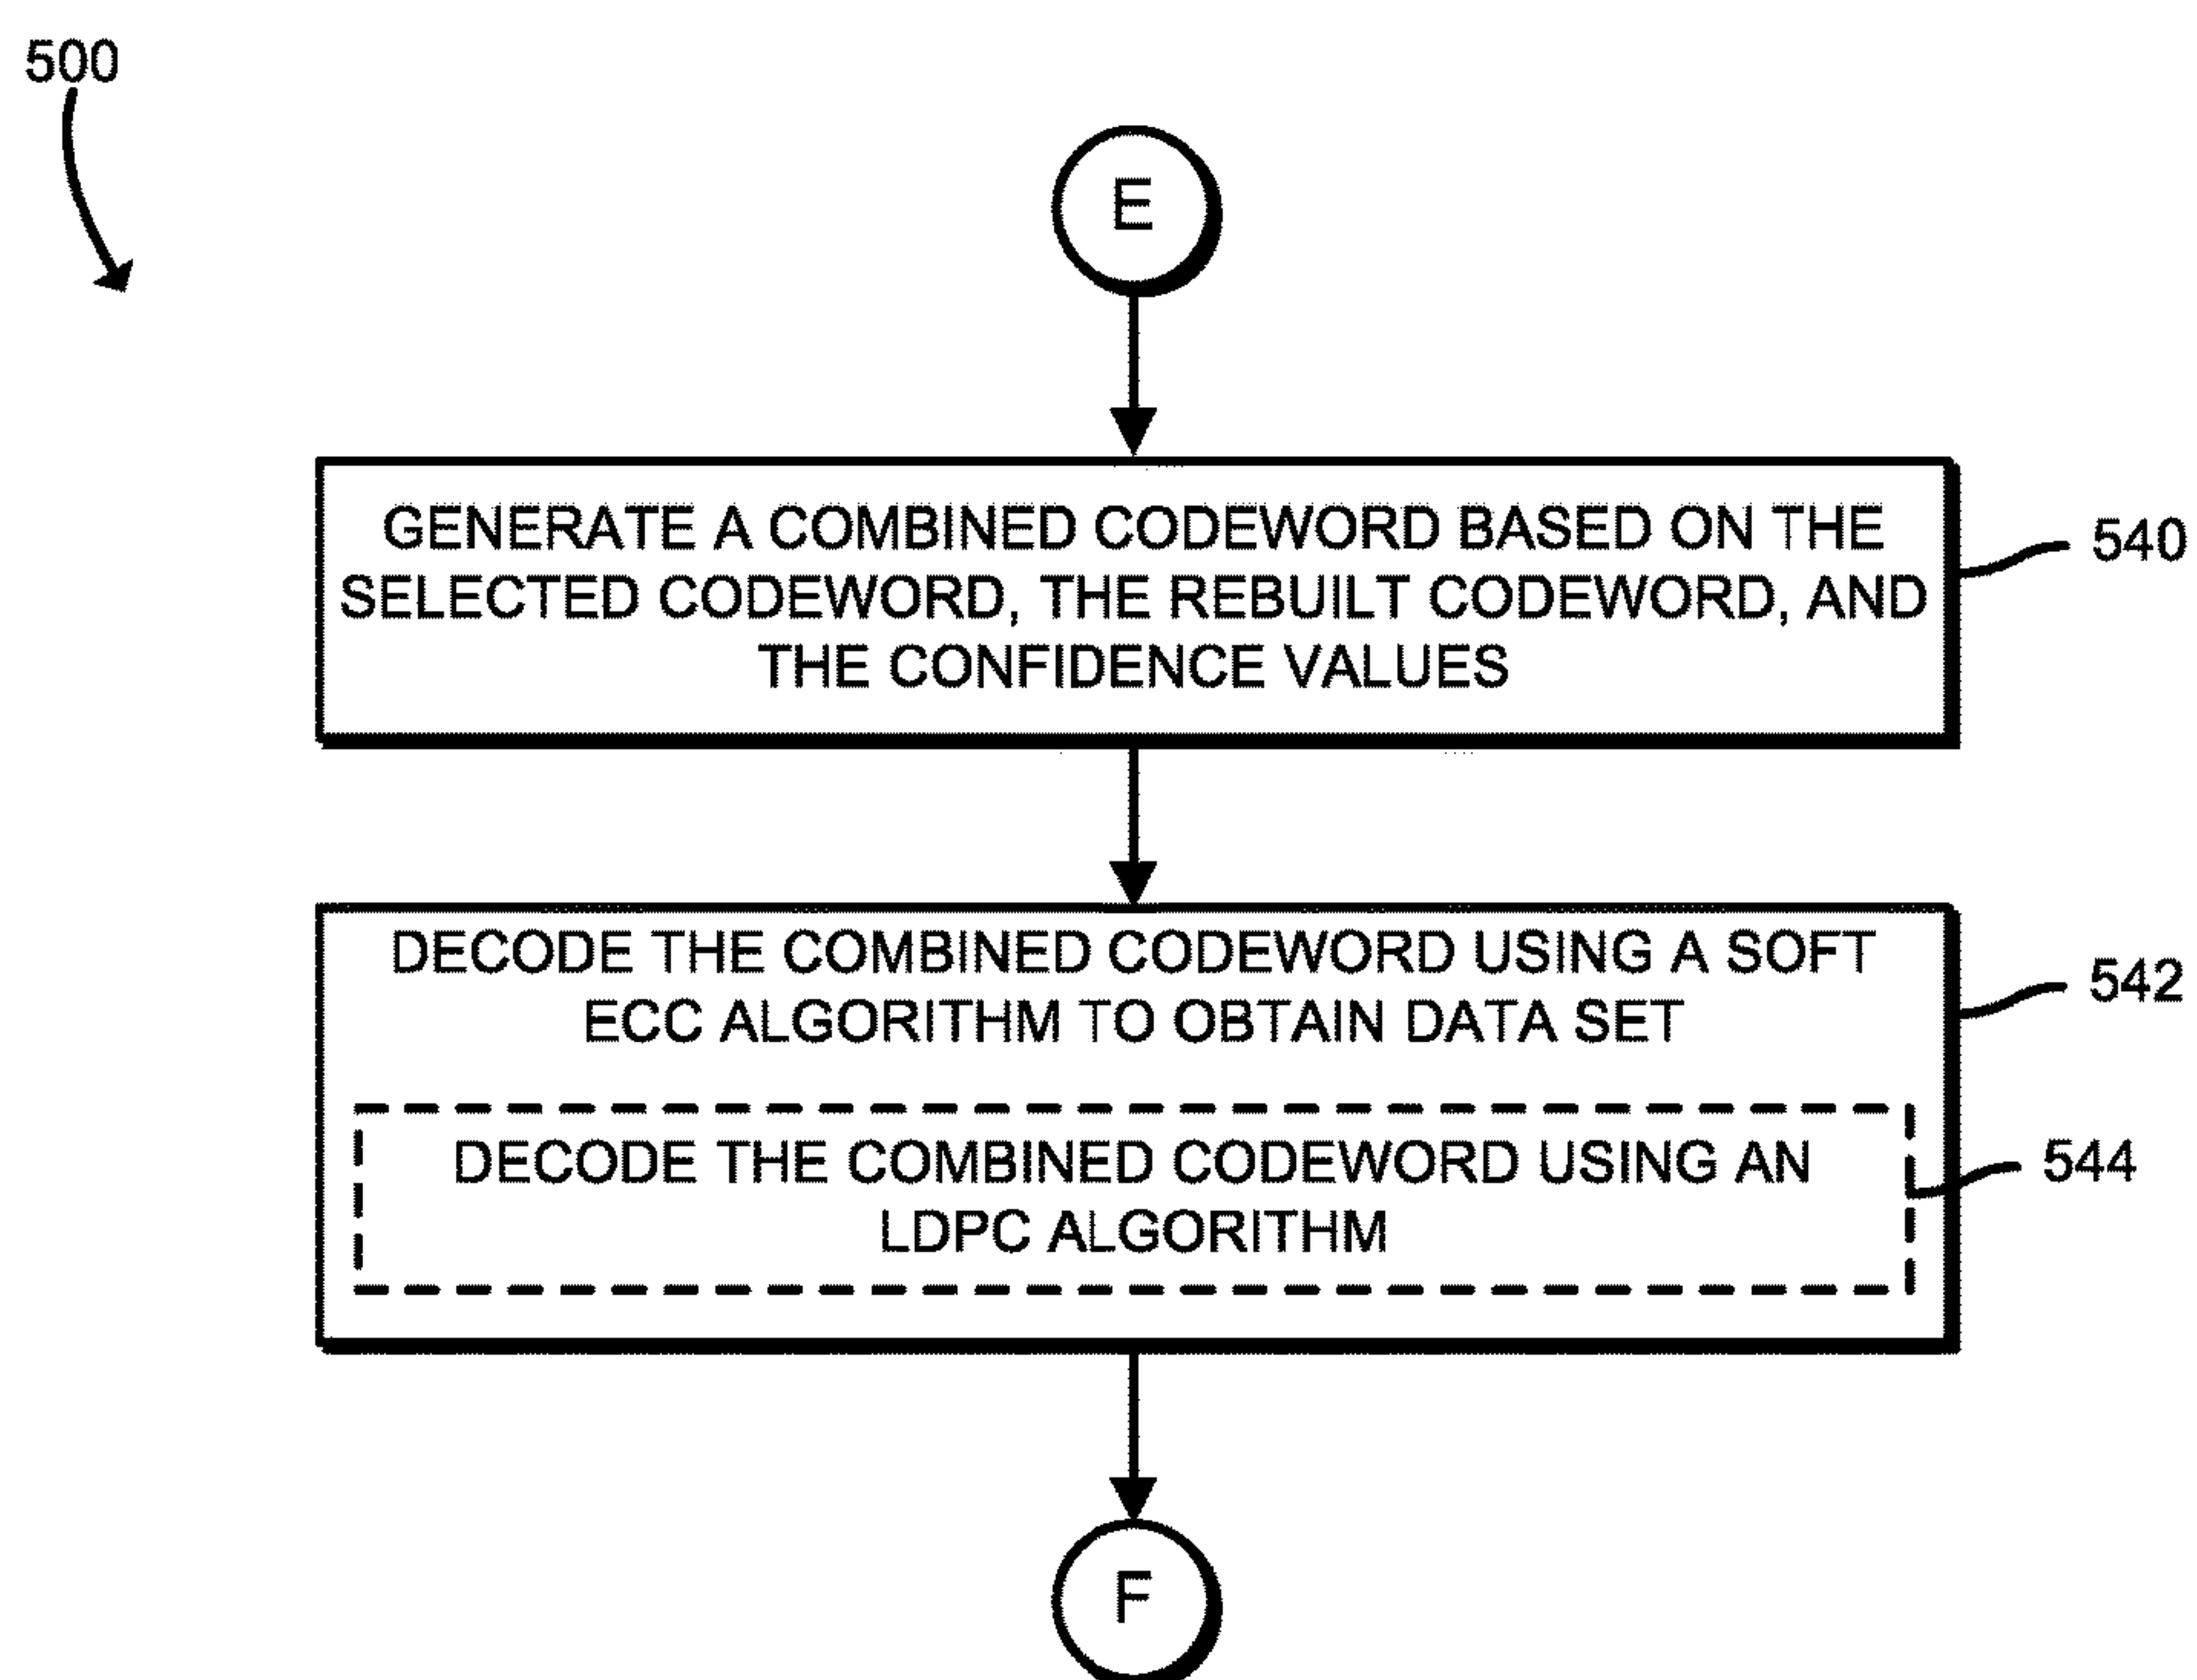 500
E
GENERATE A COMBINED CODEWORD BASED ON THE
SELECTED CODEWORD, THE REBUILT CODEWORD, AND
THE CONFIDENCE VALUES
540
DECODE THE COMBINED CODEWORD USING A SOFT
ECC ALGORITHM TO OBTAIN DATA SET
542
DECODE THE COMBINED CODEWORD USING AN
LDPC ALGORITHM
544
F